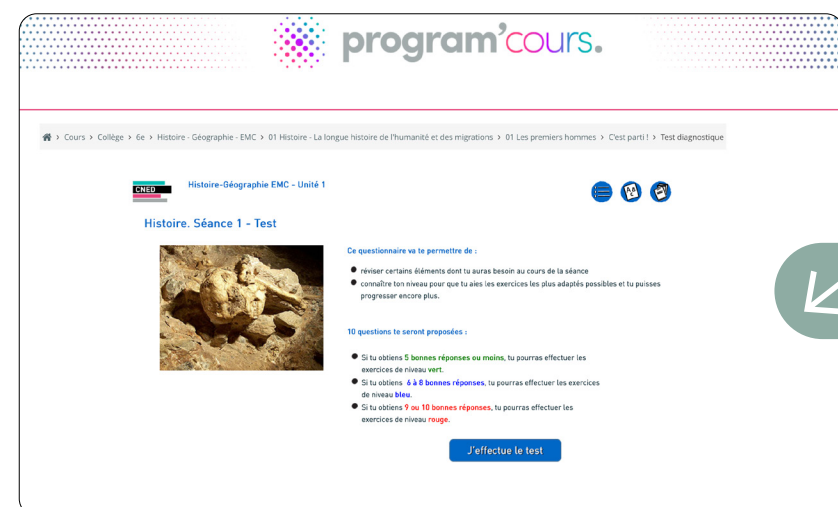 program'cours.
> Cours > Collège > 6e > Histoire - Géographie - EMC > 01 Histoire - La longue histoire de l'humanité et des migrations > 01 Les premiers hommes > C'est parti ! > Test diagnostique
CNED
Histoire-Géographie EMC - Unité 1
A B C
Histoire. Séance 1 - Test
Ce questionnaire va te permettre de :
● réviser certains éléments dont tu auras besoin au cours de la séance
● connaître ton niveau pour que tu aies les exercices les plus adaptés possibles et tu puisses
progresser encore plus.
10 questions te seront proposées :
● Si tu obtiens 5 bonnes réponses ou moins, tu pourras effectuer les
exercices de niveau vert.
● Si tu obtiens 6 à 8 bonnes réponses, tu pourras effectuer les exercices
de niveau bleu.
● Si tu obtiens 9 ou 10 bonnes réponses, tu pourras effectuer les
exercices de niveau rouge.
J'effectue le test